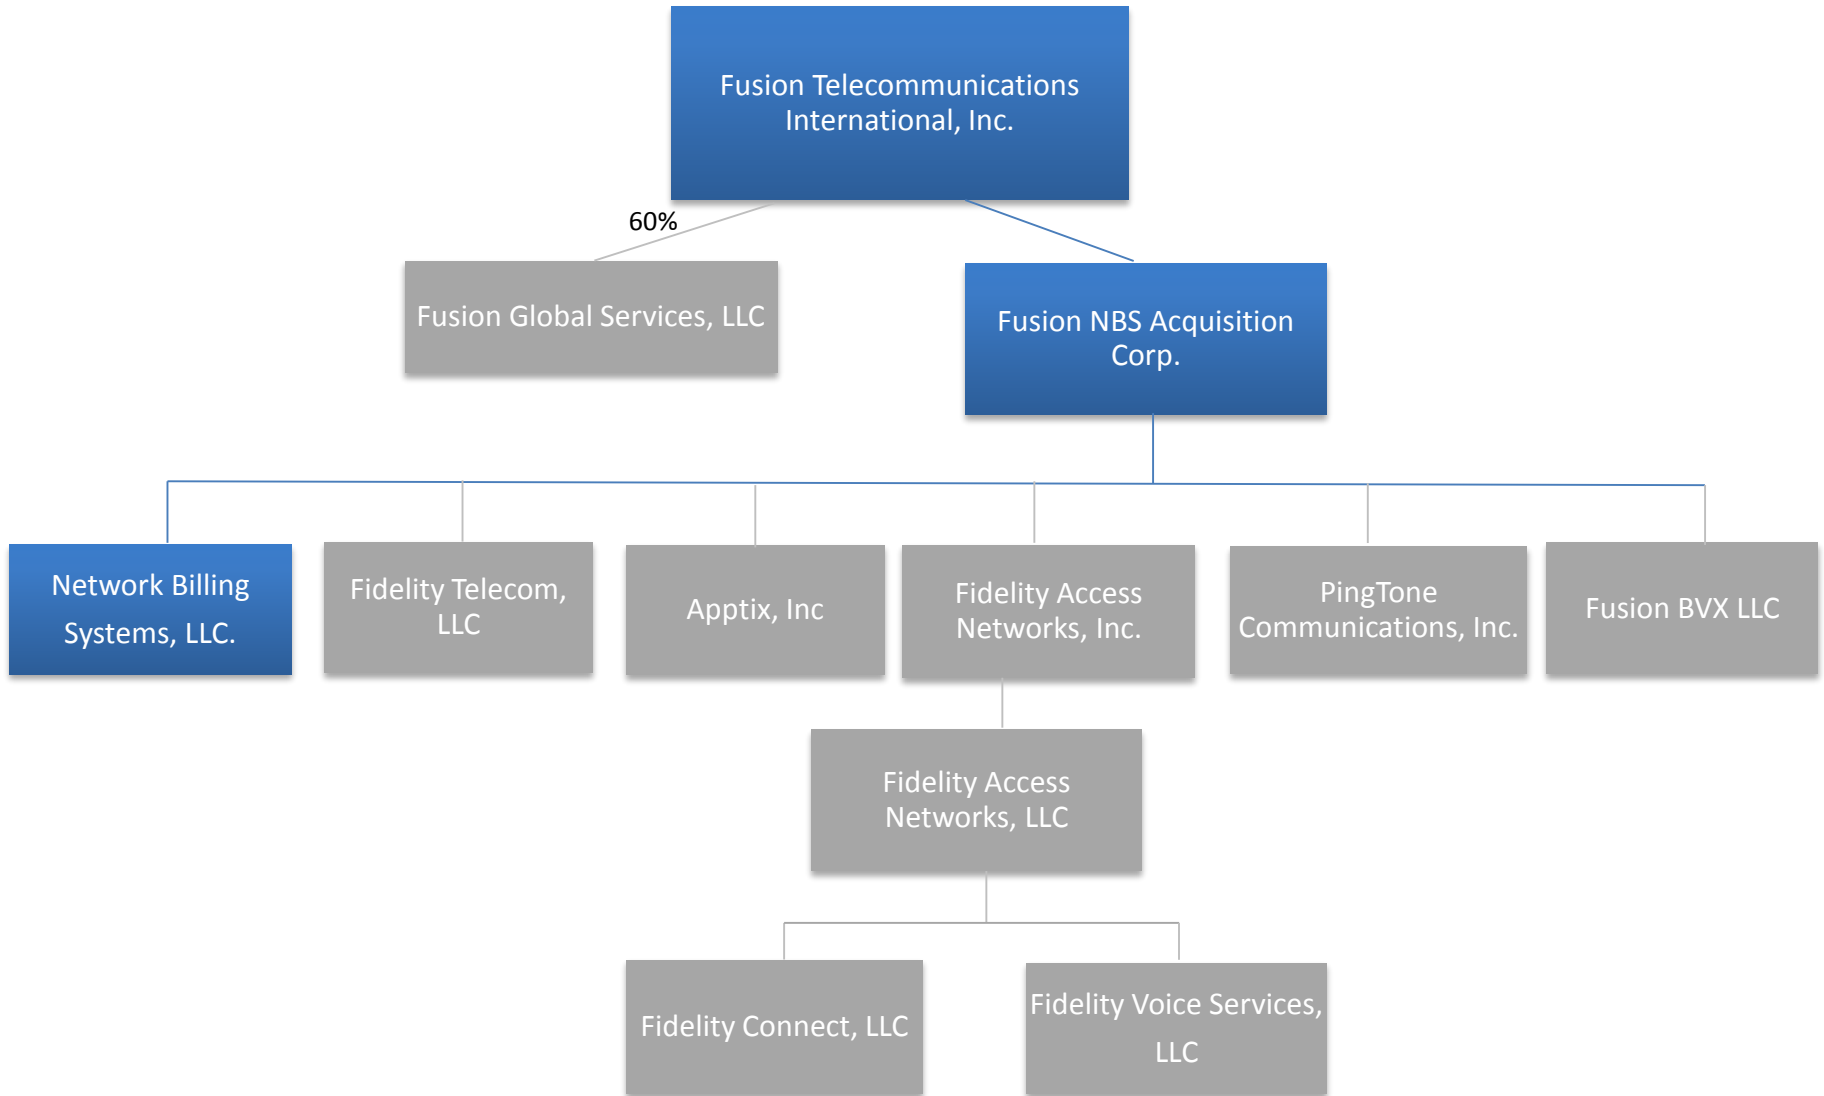 Fusion Telecommunications
International, Inc.
60%
Fusion Global Services, LLC
Fusion NBS Acquisition
Corp.
Network Billing
Systems, LLC.
Fidelity Telecom,
LLC
Apptix, Inc
Fidelity Access
Networks, Inc.
PingTone
Communications, Inc.
Fusion BVX LLC
Fidelity Access
Networks, LLC
Fidelity Connect, LLC
Fidelity Voice Services,
LLC